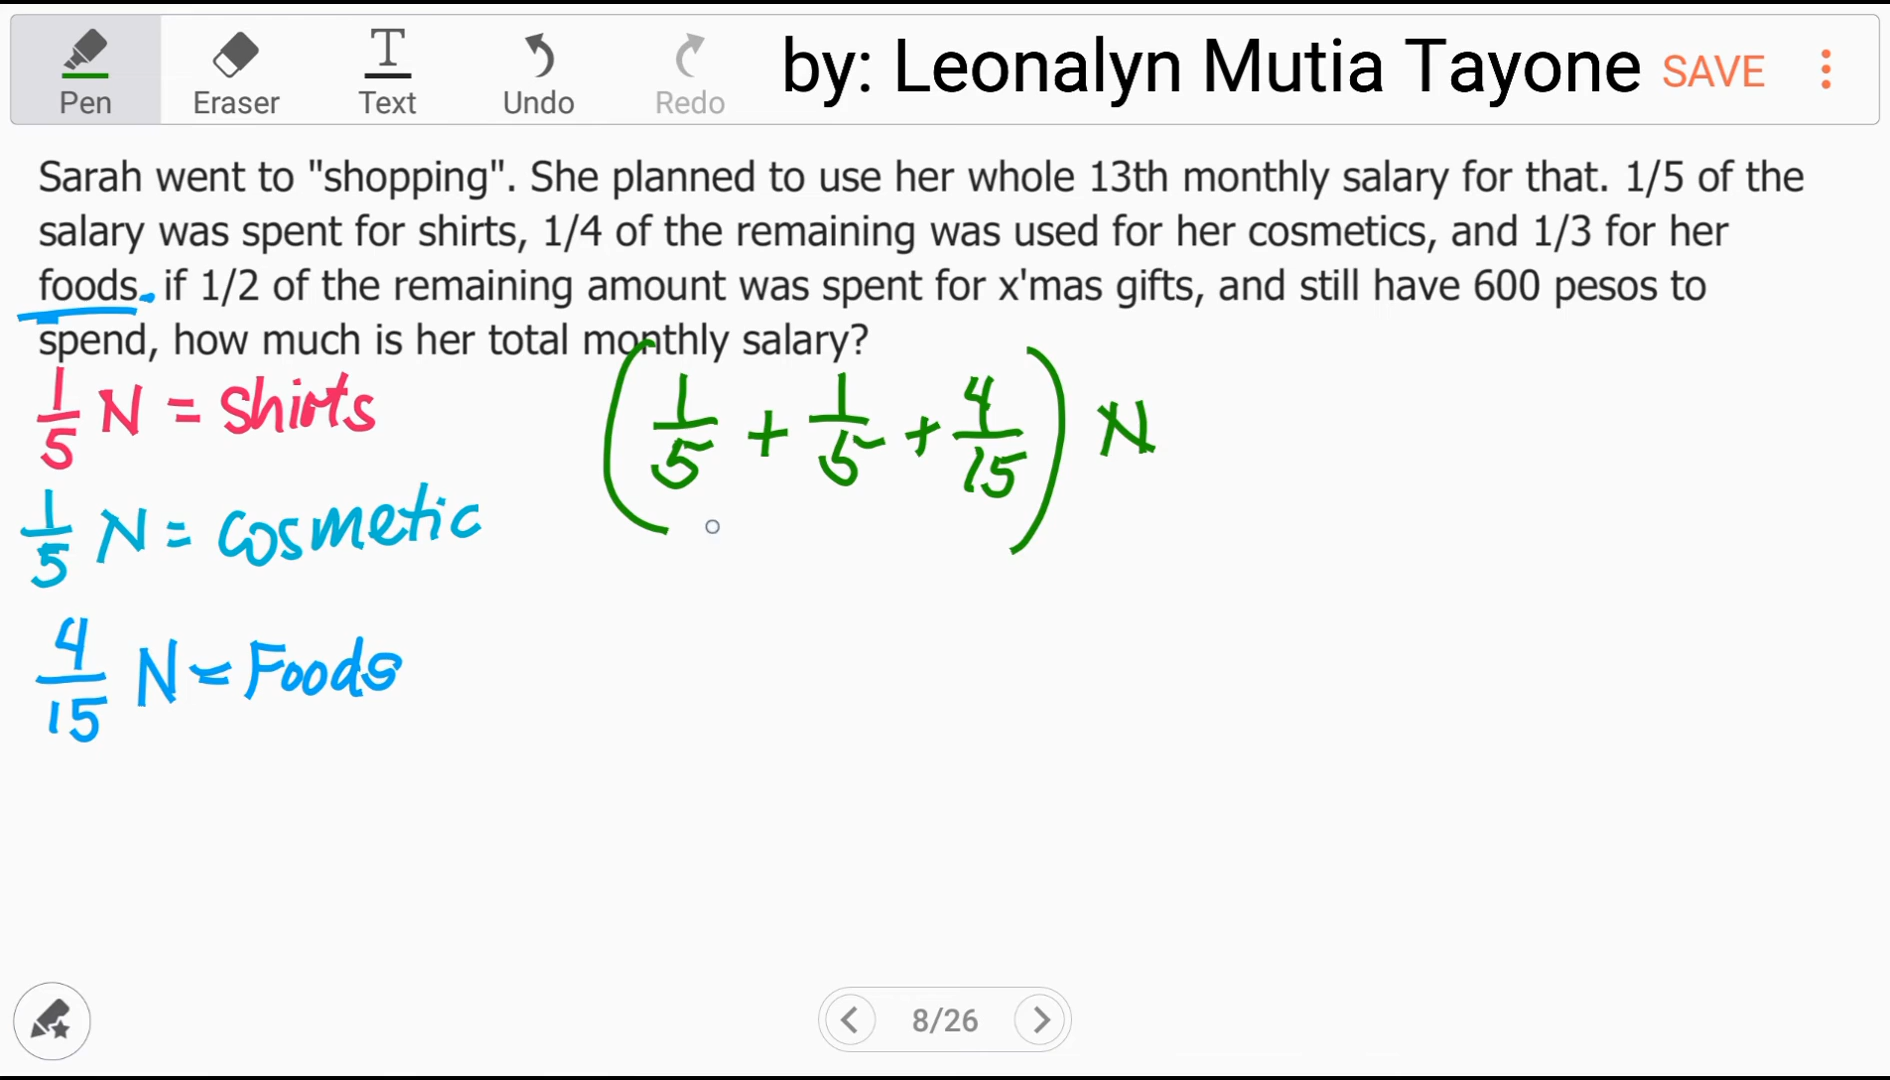 Pen Eraser Text Undo Redo by: Leonalyn Mutia Tayone SAVE
Sarah went to "shopping". She planned to use her whole 13th monthly salary for that. 1/5 of the
salary was spent for shirts, 1/4 of the remaining was used for her cosmetics, and 1/3 for her
foods. if 1/2 of the remaining amount was spent for x'mas gifts, and still have 600 pesos to
spend, how much is her total monthly salary?
1/5 N = Shirts
(1/5 + 1/5 + 4/15) N
1/5 N = Cosmetic
4/15 N = Foods
8/26